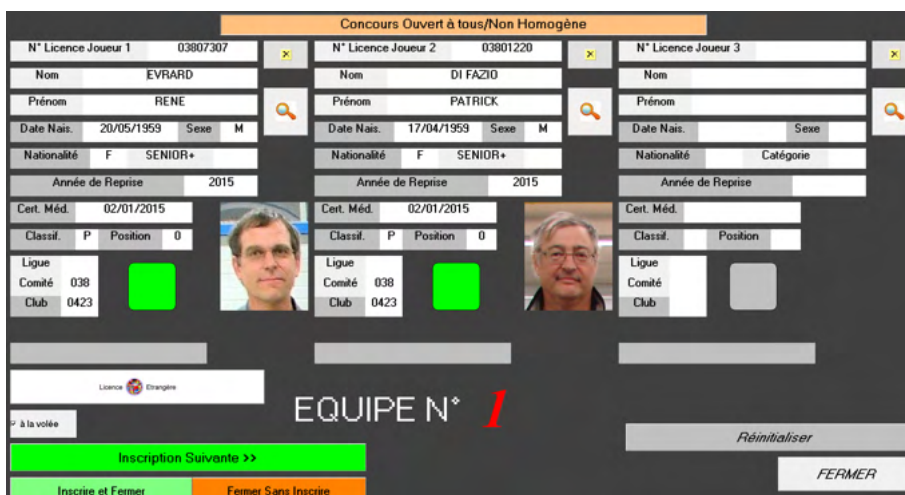 Concours Ouvert à tous/Non Homogène
N° Licence Joueur 1 03807307
Nom EVRARD
Prénom RENE
Date Nais. 20/05/1959 Sexe M
Nationalité F SENIOR+
Année de Reprise 2015
Cert. Méd. 02/01/2015
Classif. P Position 0
Ligue
Comité 038
Club 0423
N° Licence Joueur 2 03801220
Nom DI FAZIO
Prénom PATRICK
Date Nais. 17/04/1959 Sexe M
Nationalité F SENIOR+
Année de Reprise 2015
Cert. Méd. 02/01/2015
Classif. P Position 0
Ligue
Comité 038
Club 0423
N° Licence Joueur 3
Nom
Prénom
Date Nais. Sexe
Nationalité Catégorie
Année de Reprise
Cert. Méd.
Classif. Position
Ligue
Comité
Club
Licence Etrangère
à la volée
EQUIPE N° 1
Inscription Suivante >>
Inscrire et Fermer
Fermer Sans Inscrire
Réinitialiser
FERMER